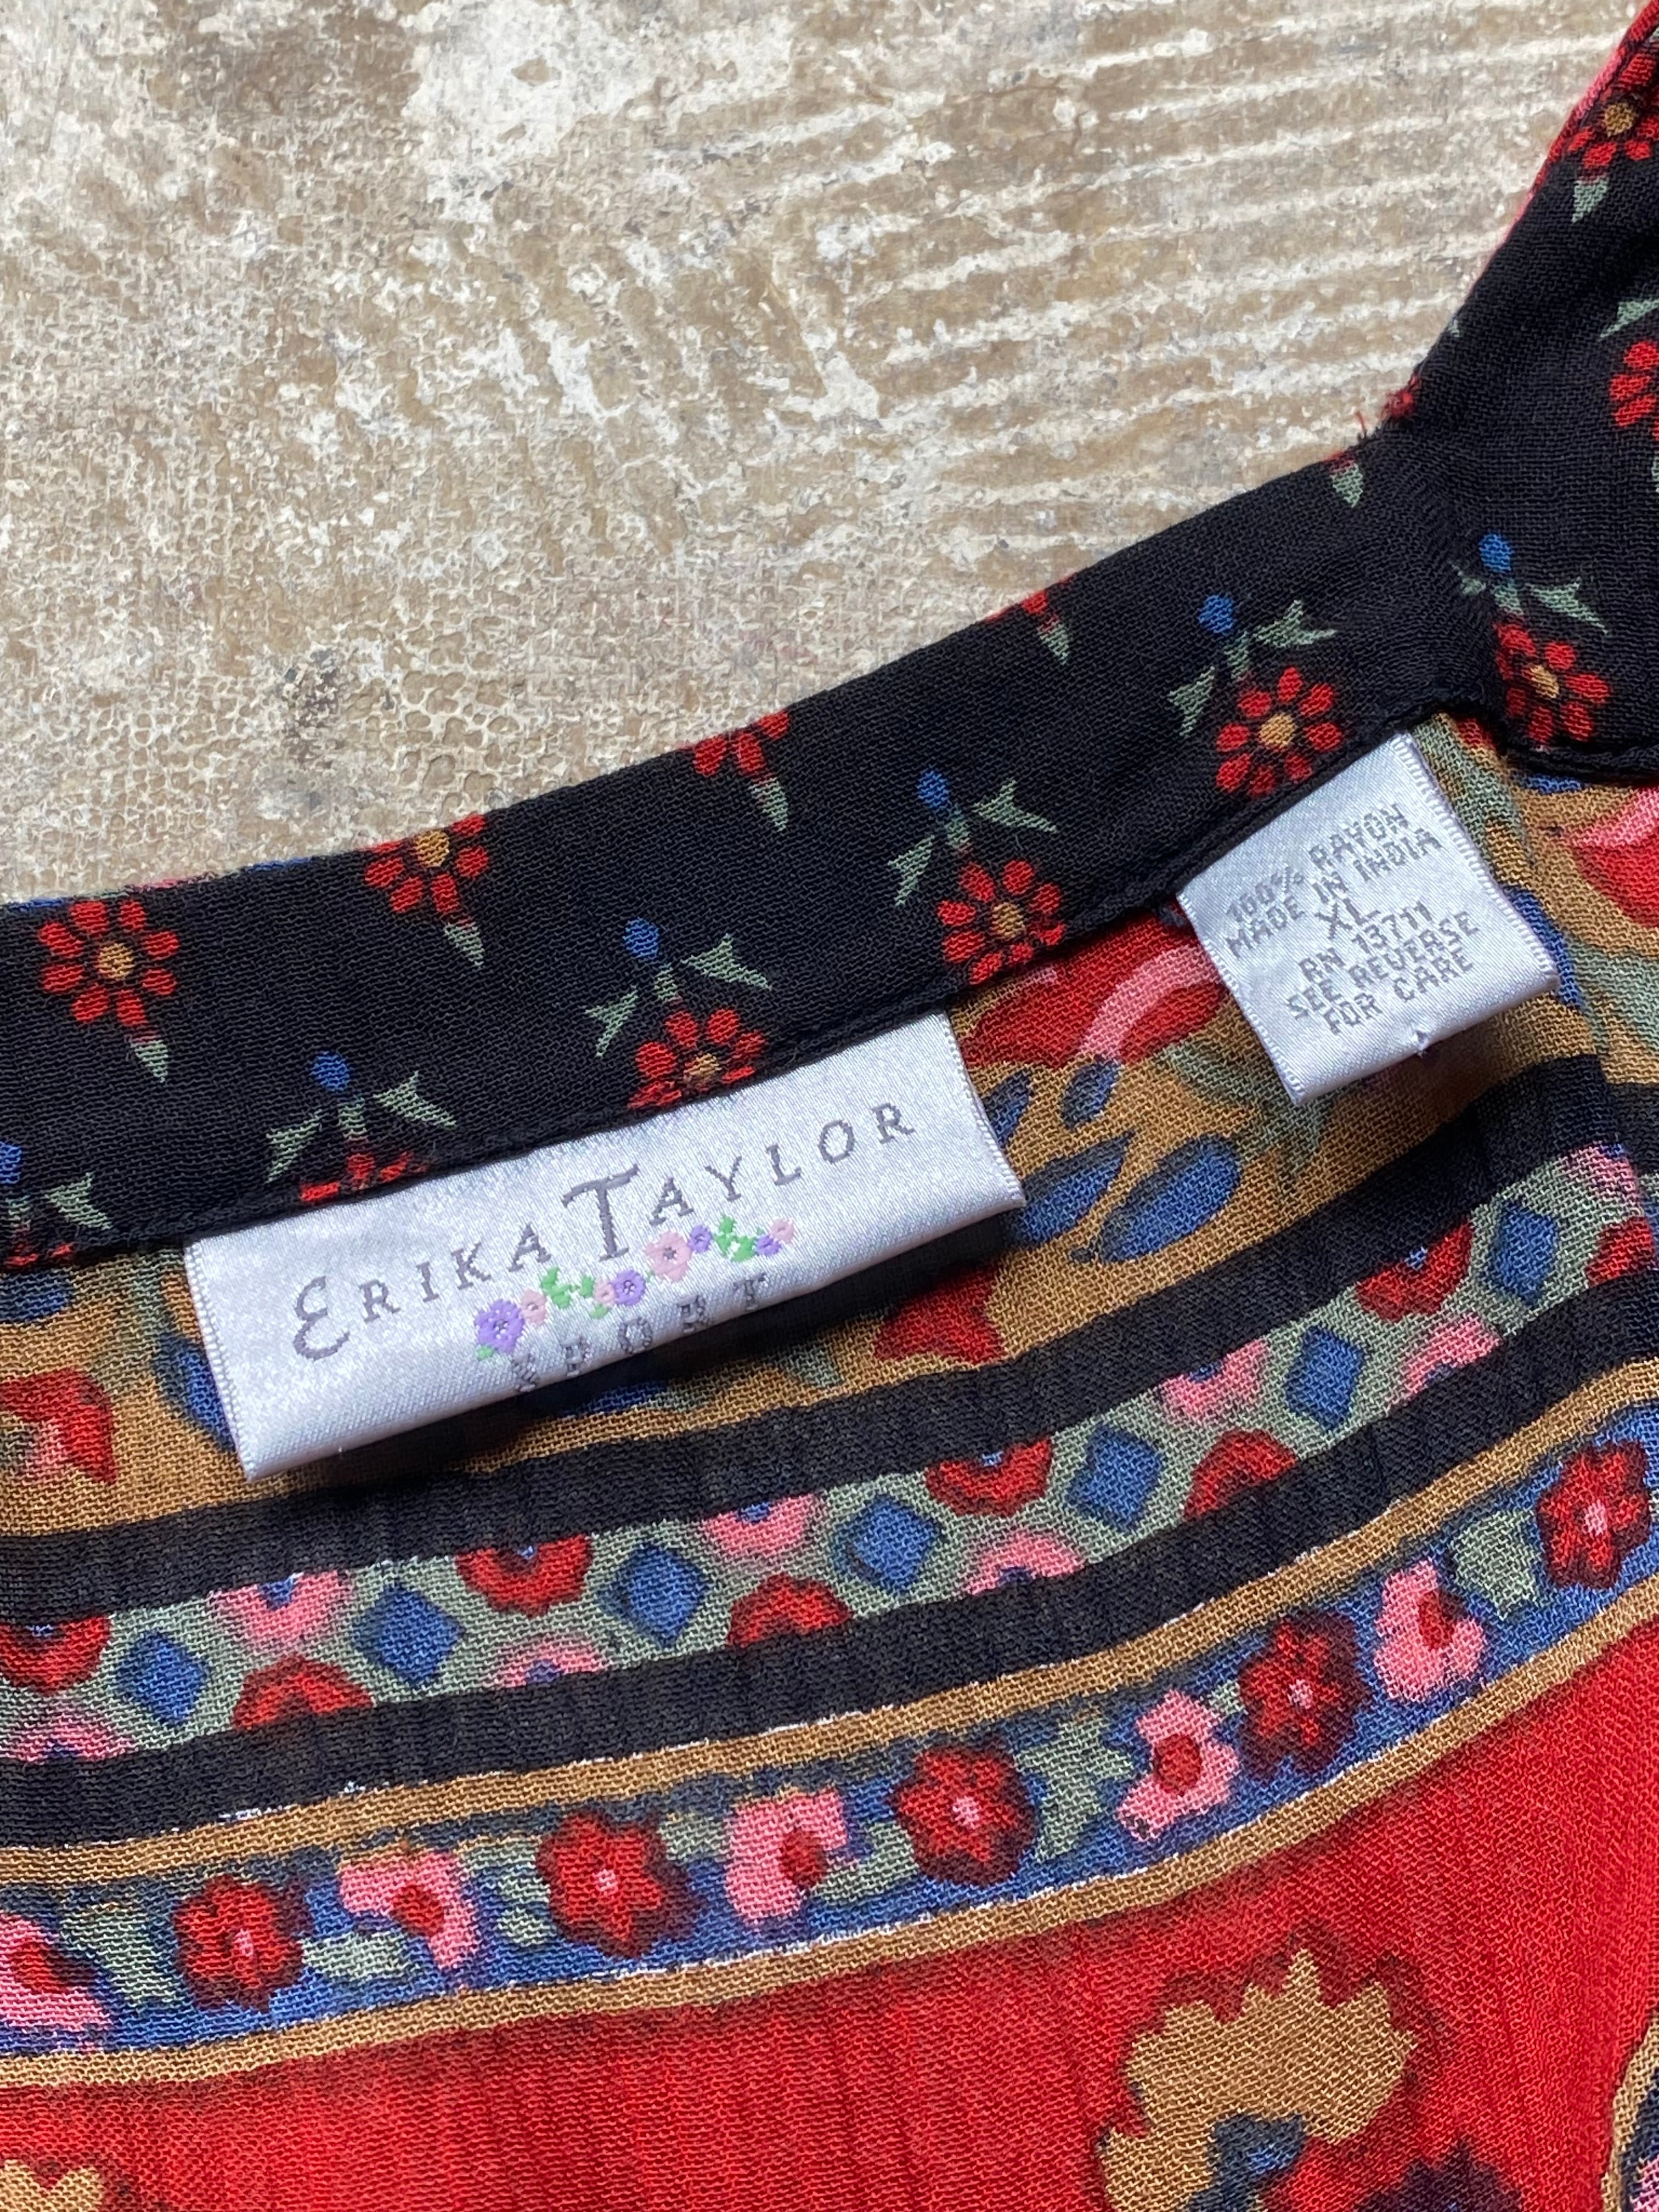 ERIKA TAYLOR
SPORT
100% RAYON
MADE IN INDIA
XL
RN 13711
SEE REVERSE
FOR CARE